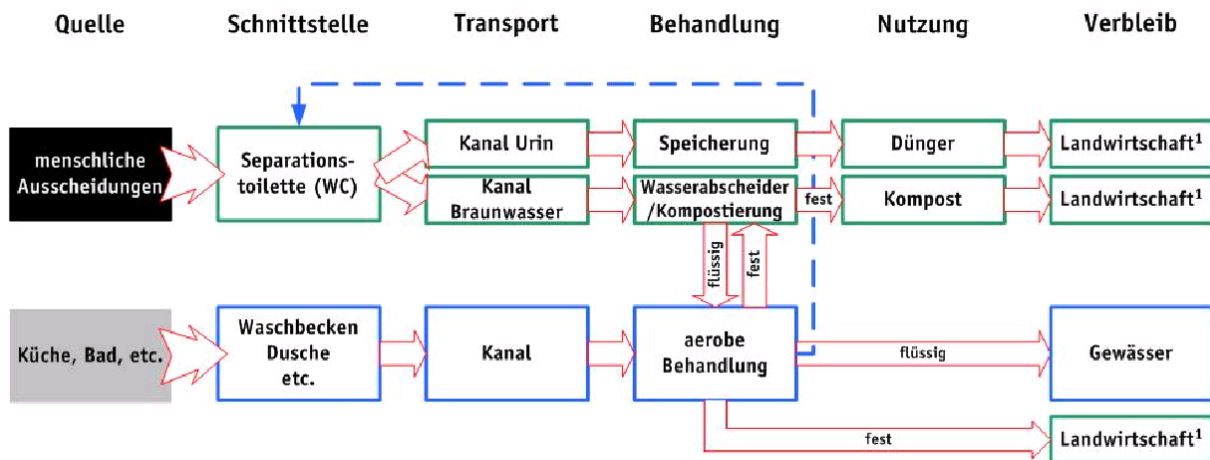 Quelle Schnittstelle Transport Behandlung Nutzung Verbleib
menschliche
Ausscheidungen
Separations-
toilette (WC)
Kanal Urin
Speicherung
Dünger
Landwirtschaft¹
Kanal
Braunwasser
Wasserabscheider
/Kompostierung
fest
Kompost
Landwirtschaft¹
flüssig
fest
Küche, Bad, etc.
Waschbecken
Dusche
etc.
Kanal
aerobe
Behandlung
flüssig
Gewässer
fest
Landwirtschaft¹